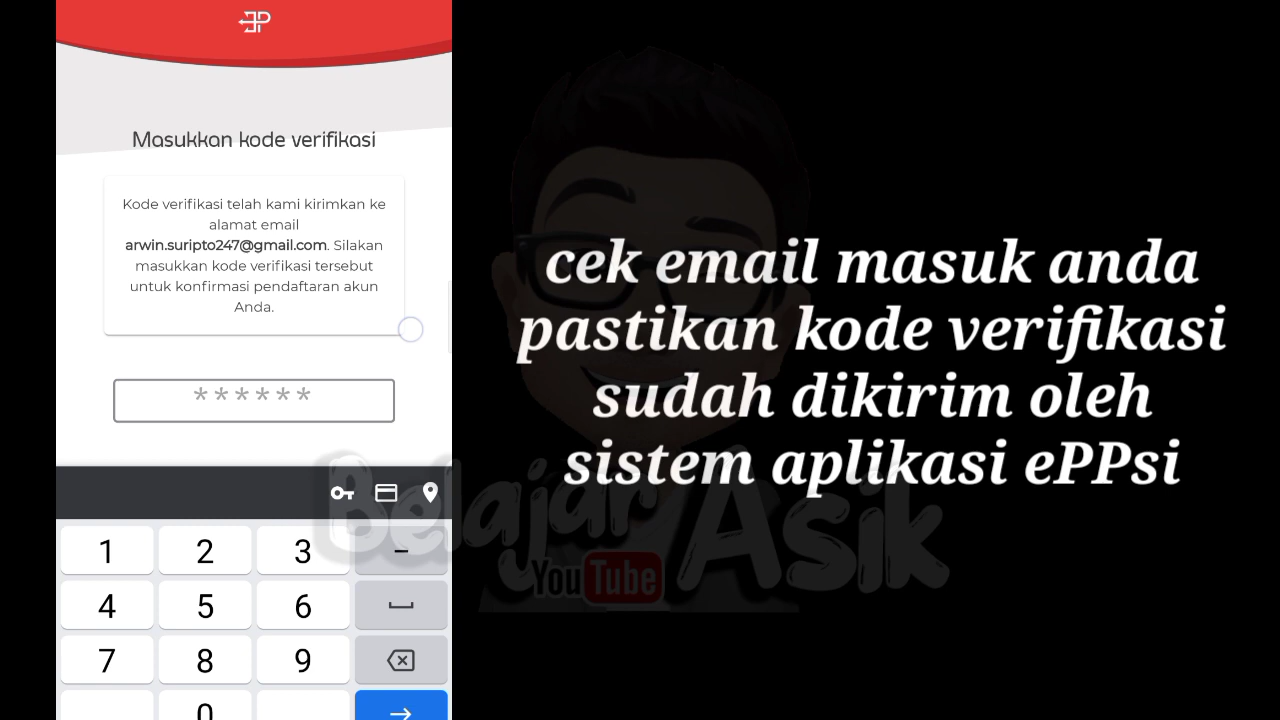 Masukkan kode verifikasi
Kode verifikasi telah kami kirimkan ke
alamat email
arwin.suripto247@gmail.com. Silakan
masukkan kode verifikasi tersebut
untuk konfirmasi pendaftaran akun
Anda.
******
1 2 3 -
4 5 6
7 8 9
0
cek email masuk anda
pastikan kode verifikasi
sudah dikirim oleh
sistem aplikasi ePPsi
Belajar Asik
YouTube